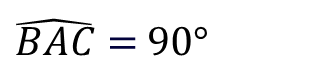 \widehat{BAC} = 90°